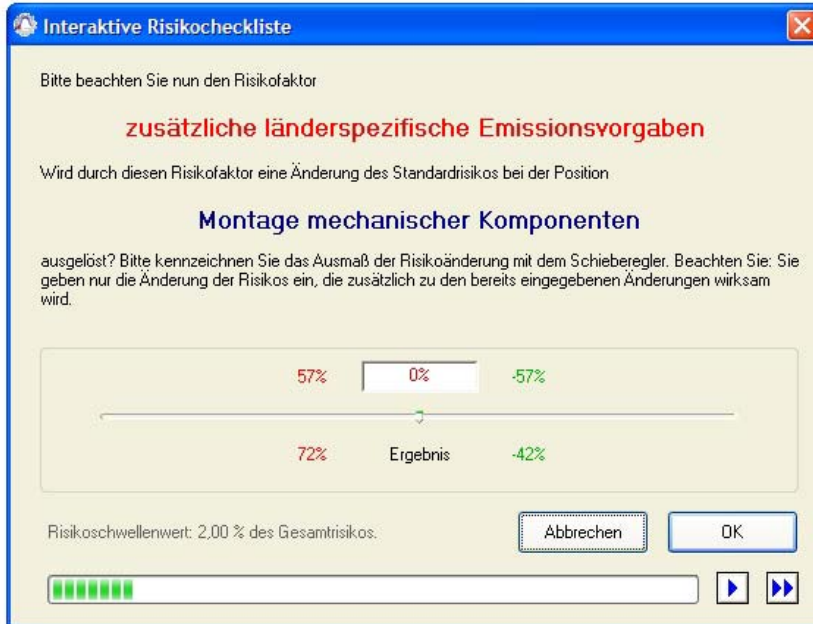 Interaktive Risikocheckliste
Bitte beachten Sie nun den Risikofaktor
zusätzliche länderspezifische Emissionsvorgaben
Wird durch diesen Risikofaktor eine Änderung des Standardrisikos bei der Position
Montage mechanischer Komponenten
ausgelöst? Bitte kennzeichnen Sie das Ausmaß der Risikoänderung mit dem Schieberegler. Beachten Sie: Sie
geben nur die Änderung der Risikos ein, die zusätzlich zu den bereits eingegebenen Änderungen wirksam
wird.
57% 0% -57%
72% Ergebnis -42%
Risikoschwellenwert: 2,00 % des Gesamtrisikos. Abbrechen OK